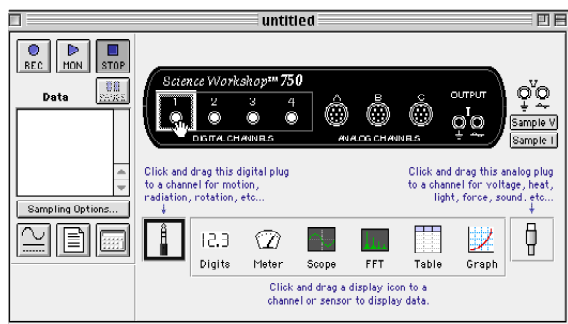 untitled
REC MON STOP
Data
Science Workshop™ 750
1 2 3 4 A B C OUTPUT
DIGITAL CHANNELS ANALOG CHANNELS
V
I
Sample V
Sample I
Click and drag this digital plug
to a channel for motion,
radiation, rotation, etc...
Click and drag this analog plug
to a channel for voltage, heat,
light, force, sound, etc...
Sampling Options...
12.3
Digits Meter Scope FFT Table Graph
Click and drag a display icon to a
channel or sensor to display data.